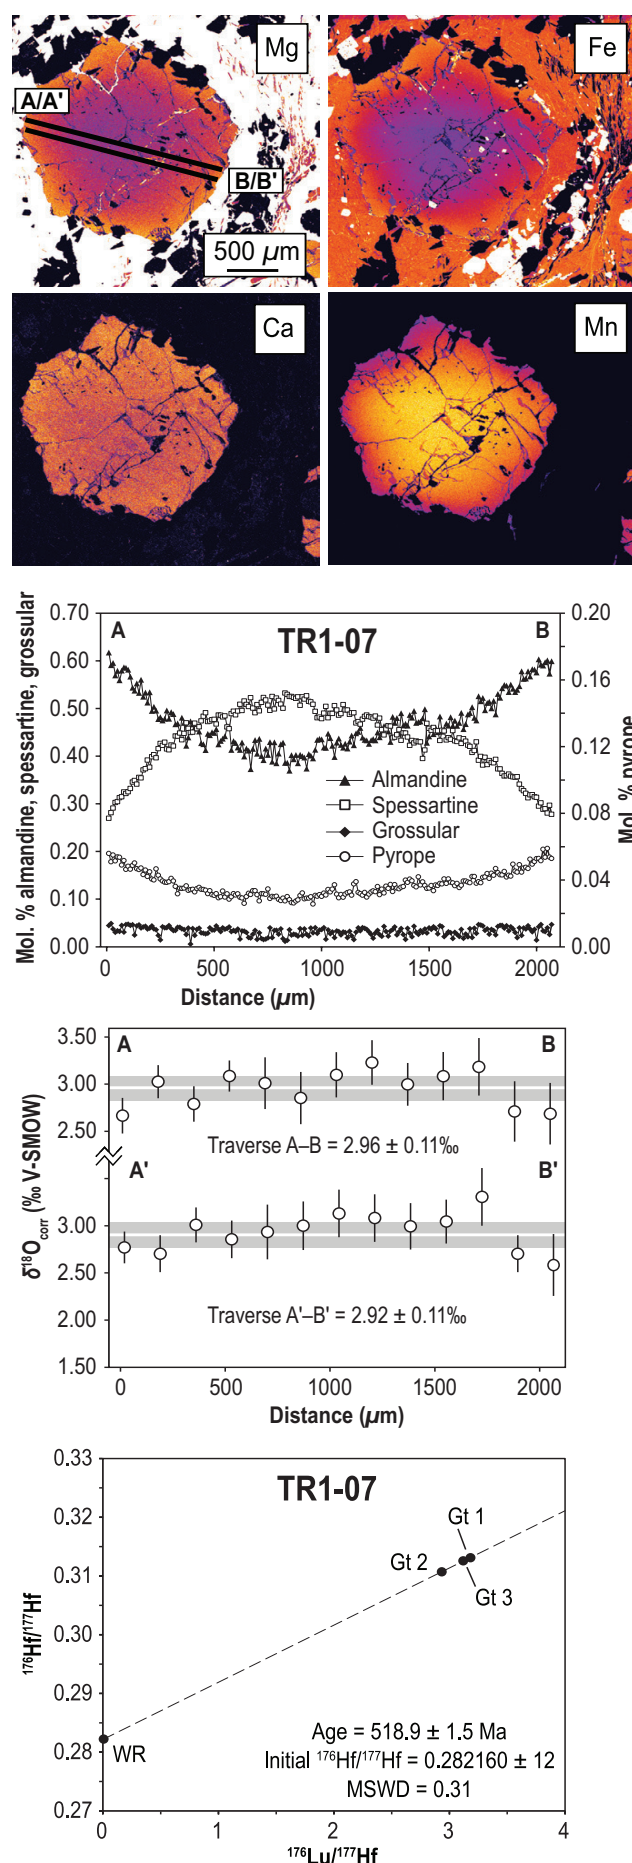 Mg
Fe
A/A'
B/B'
500 µm
Ca
Mn
Mol. % almandine, spessartine, grossular
Mol. % pyrope
0.70
0.60
0.50
0.40
0.30
0.20
0.10
0.00
0.20
0.16
0.12
0.08
0.04
0.00
A
TR1-07
B
Almandine
Spessartine
Grossular
Pyrope
0
500
1000
1500
2000
Distance (µm)
δ¹⁸O corr (‰ V-SMOW)
3.50
3.00
2.50
3.00
2.50
2.00
1.50
A
B
Traverse A–B = 2.96 ± 0.11‰
A'
B'
Traverse A'–B' = 2.92 ± 0.11‰
0
500
1000
1500
2000
Distance (µm)
¹⁷⁶Hf/¹⁷⁷Hf
0.33
0.32
0.31
0.30
0.29
0.28
0.27
TR1-07
Gt 1
Gt 2
Gt 3
WR
Age = 518.9 ± 1.5 Ma
Initial ¹⁷⁶Hf/¹⁷⁷Hf = 0.282160 ± 12
MSWD = 0.31
0
1
2
3
4
¹⁷⁶Lu/¹⁷⁷Hf